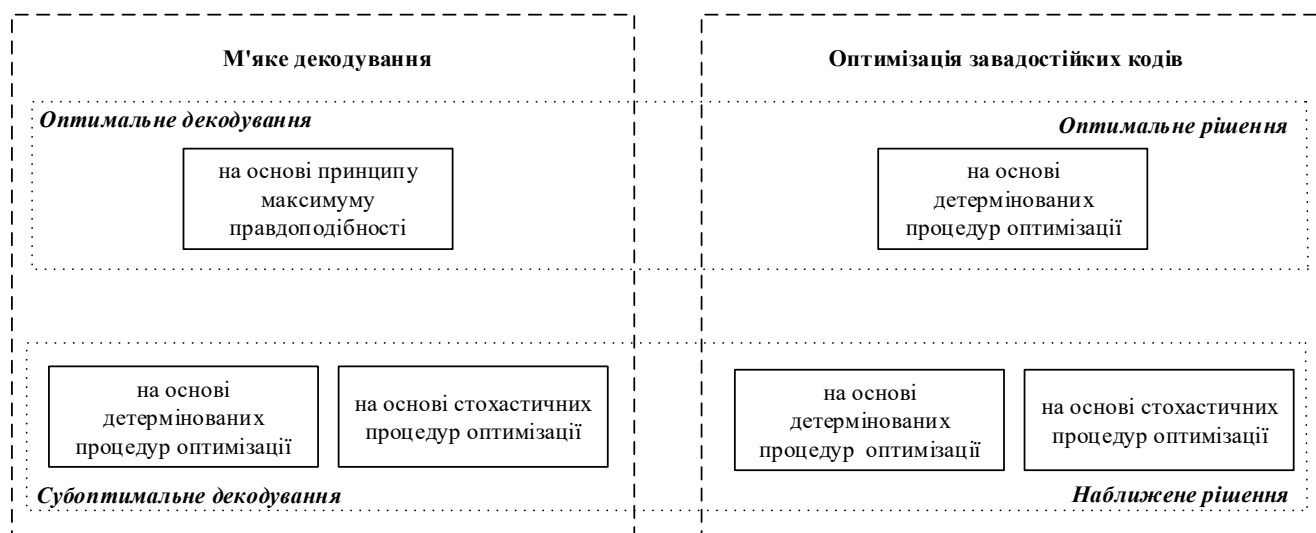 М'яке декодування
Оптимізація завадостійких кодів
Оптимальне декодування
Оптимальне рішення
на основі принципу
максимуму
правдоподібності
на основі
детермінованих
процедур оптимізації
на основі
детермінованих
процедур оптимізації
на основі стохастичних
процедур оптимізації
на основі
детермінованих
процедур оптимізації
на основі стохастичних
процедур оптимізації
Субоптимальне декодування
Наближене рішення